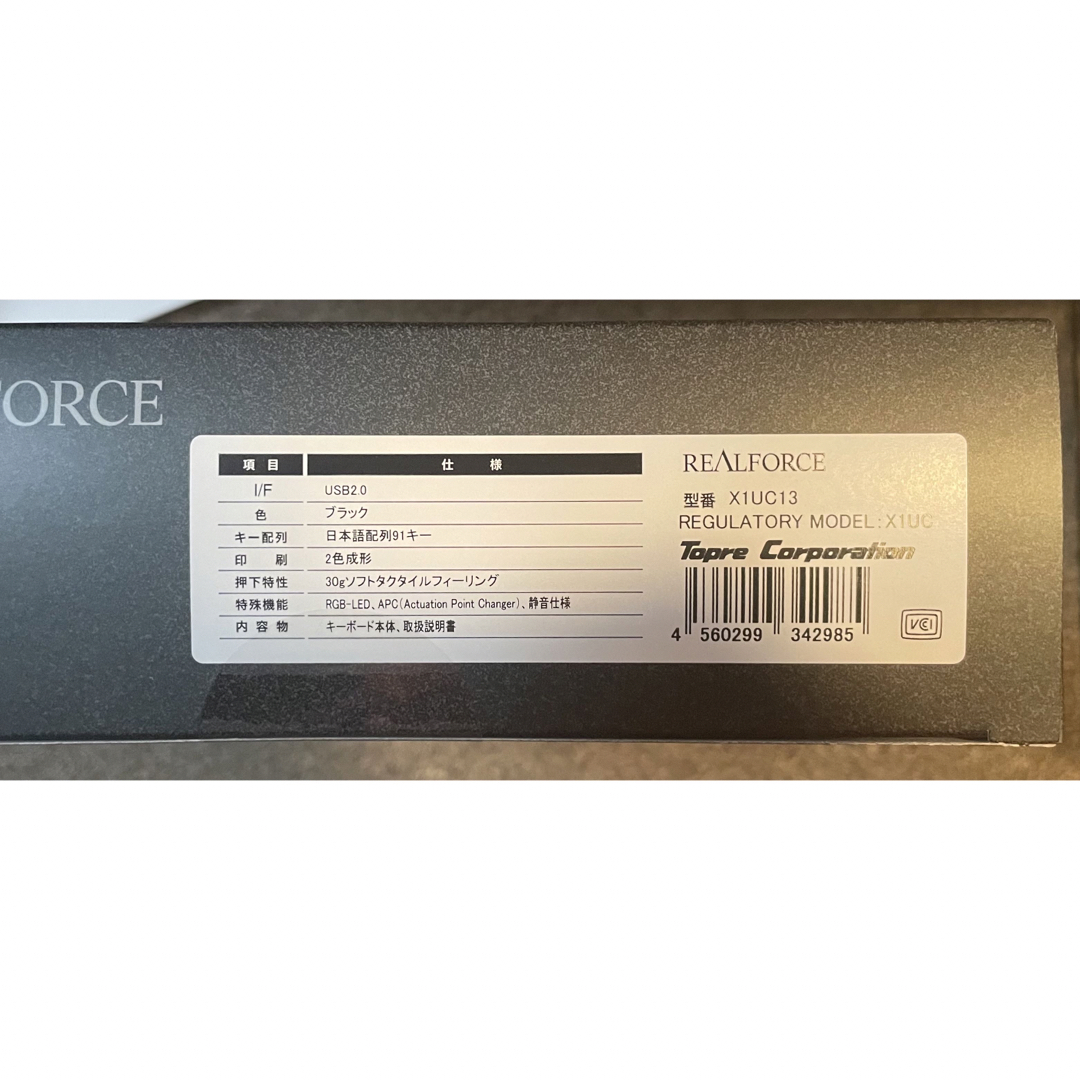 FORCE
項目 仕様
I/F USB2.0
色 ブラック
キー配列 日本語配列91キー
印刷 2色成形
押下特性 30gソフトタクタイルフィーリング
特殊機能 RGB-LED、APC(Actuation Point Changer)、静音仕様
内容物 キーボード本体、取扱説明書
REALFORCE
型番 X1UC13
REGULATORY MODEL:X1UC
Topre Corporation
4 560299 342985
VCI